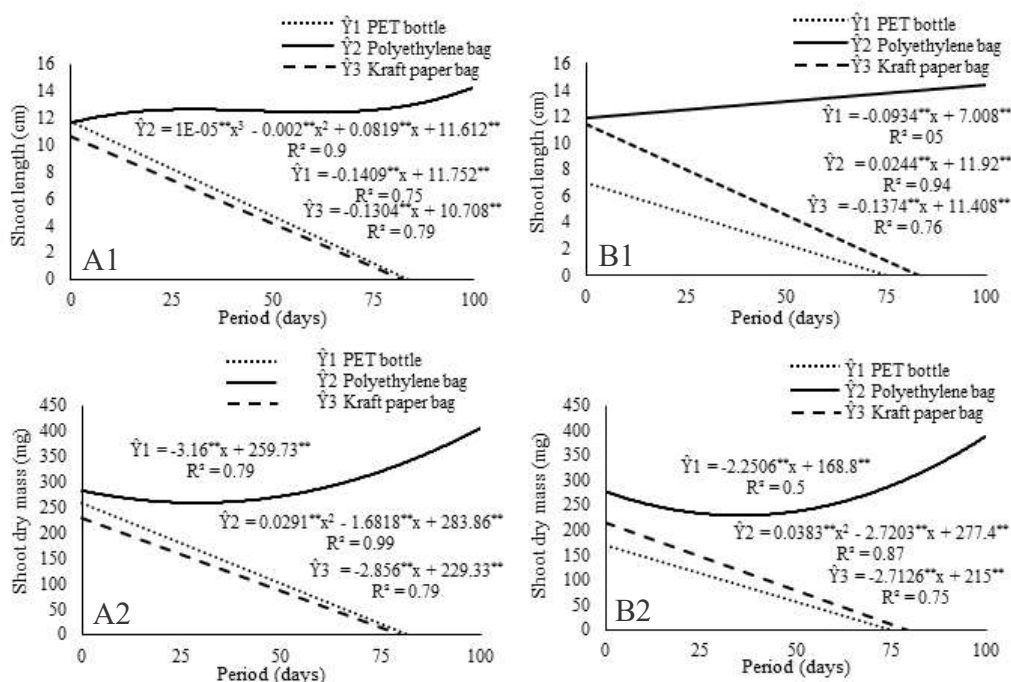 Ŷ1 PET bottle
Ŷ2 Polyethylene bag
Ŷ3 Kraft paper bag
16
14
12
10
8
6
4
2
0
Shoot length (cm)
Ŷ2 = 1E-05**x³ - 0.002**x² + 0.0819**x + 11.612**
R² = 0.9
Ŷ1 = -0.1409**x + 11.752**
R² = 0.75
Ŷ3 = -0.1304**x + 10.708**
R² = 0.79
A1
0 25 50 75 100
Period (days)
Ŷ1 PET bottle
Ŷ2 Polyethylene bag
Ŷ3 Kraft paper bag
16
14
12
10
8
6
4
2
0
Shoot length (cm)
Ŷ1 = -0.0934**x + 7.008**
R² = 05
Ŷ2 = 0.0244**x + 11.92**
R² = 0.94
Ŷ3 = -0.1374**x + 11.408**
R² = 0.76
B1
0 25 50 75 100
Period (days)
Ŷ1 PET bottle
Ŷ2 Polyethylene bag
Ŷ3 Kraft paper bag
450
400
350
300
250
200
150
100
50
0
Shoot dry mass (mg)
Ŷ1 = -3.16**x + 259.73**
R² = 0.79
Ŷ2 = 0.0291**x² - 1.6818**x + 283.86**
R² = 0.99
Ŷ3 = -2.856**x + 229.33**
R² = 0.79
A2
0 25 50 75 100
Period (days)
Ŷ1 PET bottle
Ŷ2 Polyethylene bag
Ŷ3 Kraft paper bag
450
400
350
300
250
200
150
100
50
0
Shoot dry mass (mg)
Ŷ1 = -2.2506**x + 168.8**
R² = 0.5
Ŷ2 = 0.0383**x² - 2.7203**x + 277.4**
R² = 0.87
Ŷ3 = -2.7126**x + 215**
R² = 0.75
B2
0 25 50 75 100
Period (days)